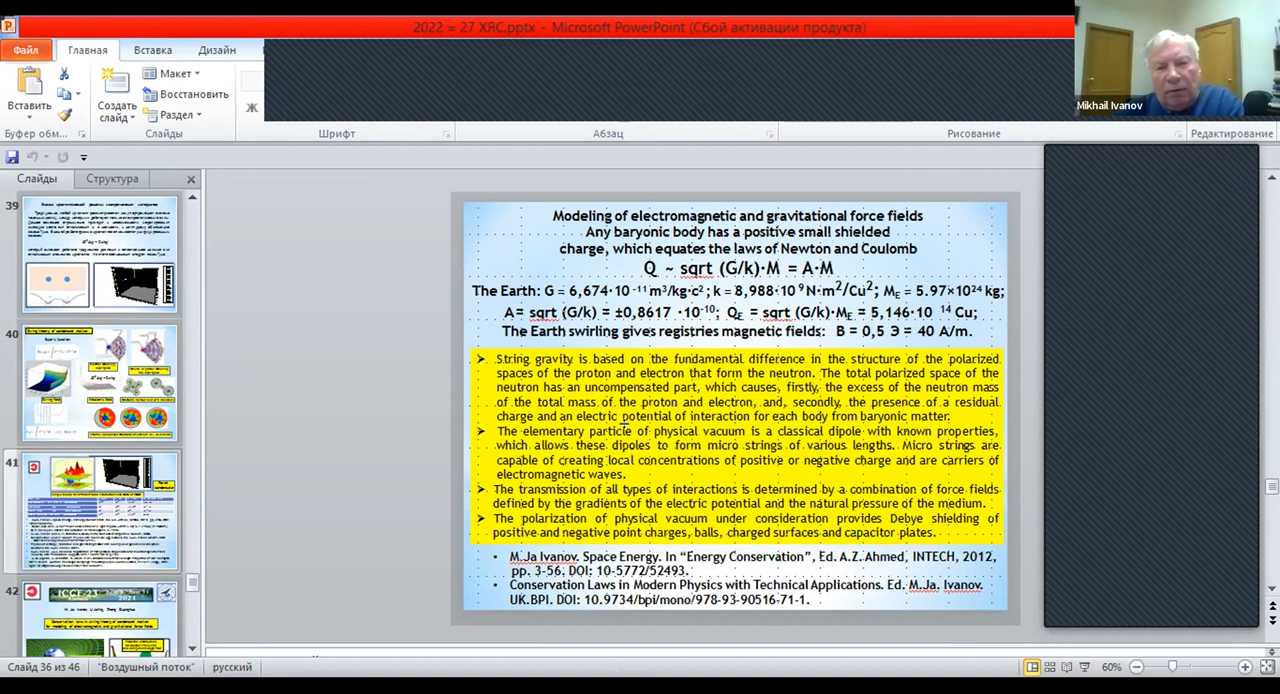 2022 = 27 ХЯС.pptx - Microsoft PowerPoint (Сбой активации продукта)
Файл
Главная
Вставка
Дизайн
Вставить
Создать слайд
Макет
Восстановить
Раздел
Ж
Буфер обм...
Слайды
Шрифт
Абзац
Рисование
Редактирование
Mikhail Ivanov
Слайды
Структура
39
40
41
42
ICGE-23
Modeling of electromagnetic and gravitational force fields
Any baryonic body has a positive small shielded
charge, which equates the laws of Newton and Coulomb
Q ~ sqrt (G/k)·M = A·M
The Earth: G = 6,674·10 -11 m³/kg·c² ; k = 8,988·10 9 N·m²/Cu²; ME = 5.97×10²⁴ kg;
A = sqrt (G/k) = ±0,8617 ·10⁻¹⁰; QE = sqrt (G/k)·ME = 5,146·10 14 Cu;
The Earth swirling gives registries magnetic fields: B = 0,5 Э = 40 A/m.
➢ String gravity is based on the fundamental difference in the structure of the polarized
spaces of the proton and electron that form the neutron. The total polarized space of the
neutron has an uncompensated part, which causes, firstly, the excess of the neutron mass
of the total mass of the proton and electron, and, secondly, the presence of a residual
charge and an electric potential of interaction for each body from baryonic matter.
➢ The elementary particle of physical vacuum is a classical dipole with known properties,
which allows these dipoles to form micro strings of various lengths. Micro strings are
capable of creating local concentrations of positive or negative charge and are carriers of
electromagnetic waves.
➢ The transmission of all types of interactions is determined by a combination of force fields
defined by the gradients of the electric potential and the natural pressure of the medium.
➢ The polarization of physical vacuum under consideration provides Debye shielding of
positive and negative point charges, balls, charged surfaces and capacitor plates.
• M.Ja Ivanov. Space Energy. In “Energy Conservation”, Ed. A.Z. Ahmed, INTECH, 2012,
pp. 3-56. DOI; 10-5772/52493.
• Conservation Laws in Modern Physics with Technical Applications. Ed. M.Ja. Ivanov.
UK.BPI. DOI: 10.9734/bpi/mono/978-93-90516-71-1.
Слайд 36 из 46
"Воздушный поток"
русский
60%